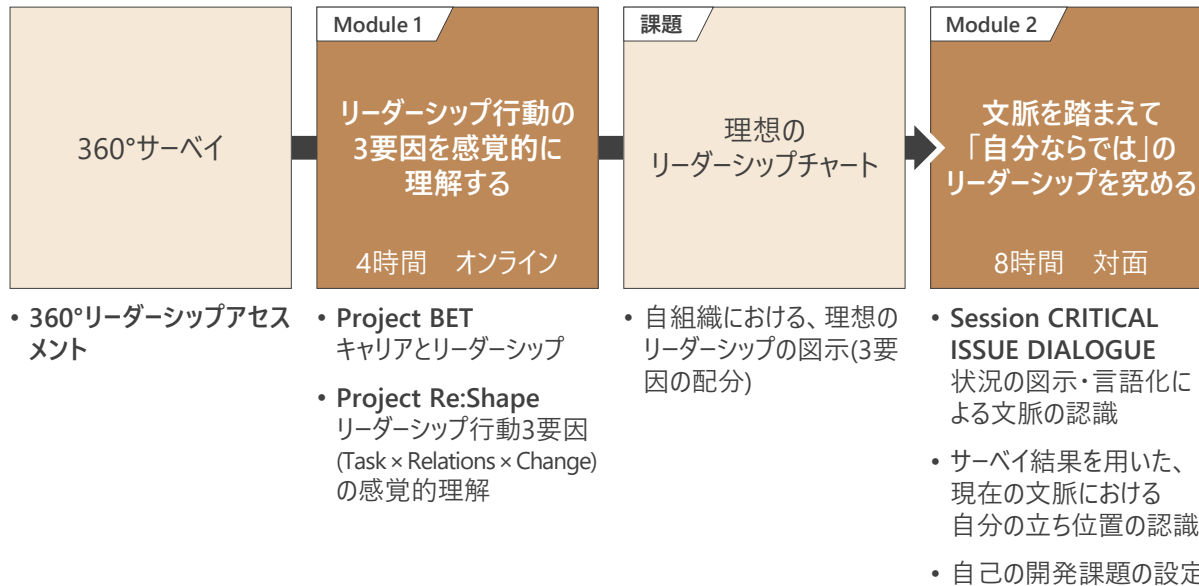 360°サーベイ
• 360°リーダーシップアセス
メント
Module 1
リーダーシップ行動の
3要因を感覚的に
理解する
4時間　オンライン
• Project BET
キャリアとリーダーシップ
• Project Re:Shape
リーダーシップ行動3要因
(Task×Relations×Change)
の感覚的理解
課題
理想の
リーダーシップチャート
• 自組織における、理想の
リーダーシップの図示(3要
因の配分)
Module 2
文脈を踏まえて
「自分ならでは」の
リーダーシップを究める
8時間　対面
• Session CRITICAL
ISSUE DIALOGUE
状況の図示・言語化に
よる文脈の認識
• サーベイ結果を用いた、
現在の文脈における
自分の立ち位置の認識
• 自己の開発課題の設定